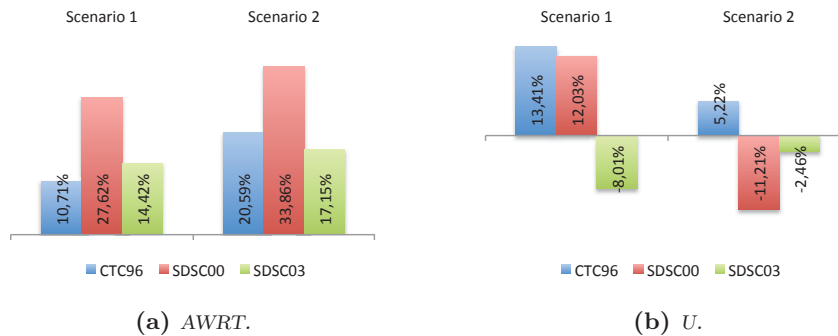 Scenario 1
Scenario 2
10,71%
27,62%
14,42%
20,59%
33,86%
17,15%
CTC96
SDSC00
SDSC03
(a) AWRT.
Scenario 1
Scenario 2
13,41%
12,03%
-8,01%
5,22%
-11,21%
-2,46%
CTC96
SDSC00
SDSC03
(b) U.